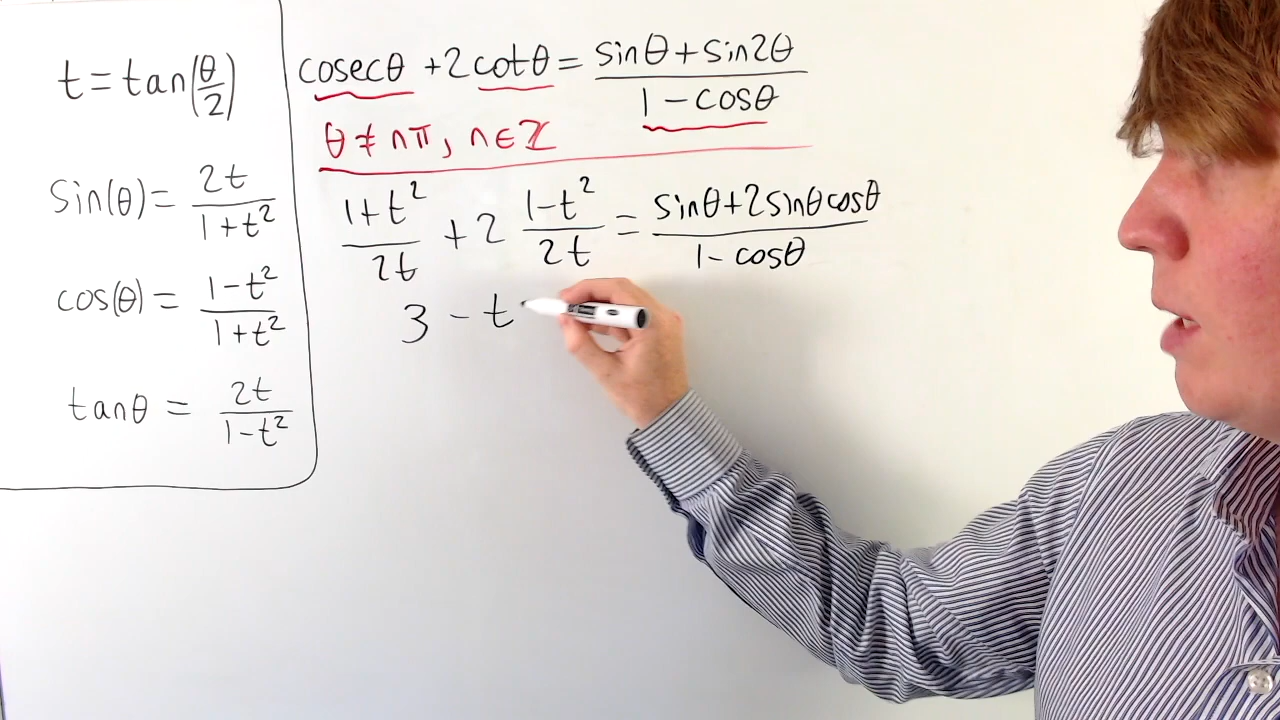 t = tan(θ/2)
sin(θ) = 2t/(1+t²)
cos(θ) = (1-t²)/(1+t²)
tanθ = 2t/(1-t²)
cosecθ + 2cotθ = (sinθ + sin2θ)/(1 - cosθ)
θ ≠ nπ, n ∈ ℤ
(1+t²)/2t + 2 (1-t²)/2t = (sinθ + 2sinθcosθ)/(1 - cosθ)
3 - t